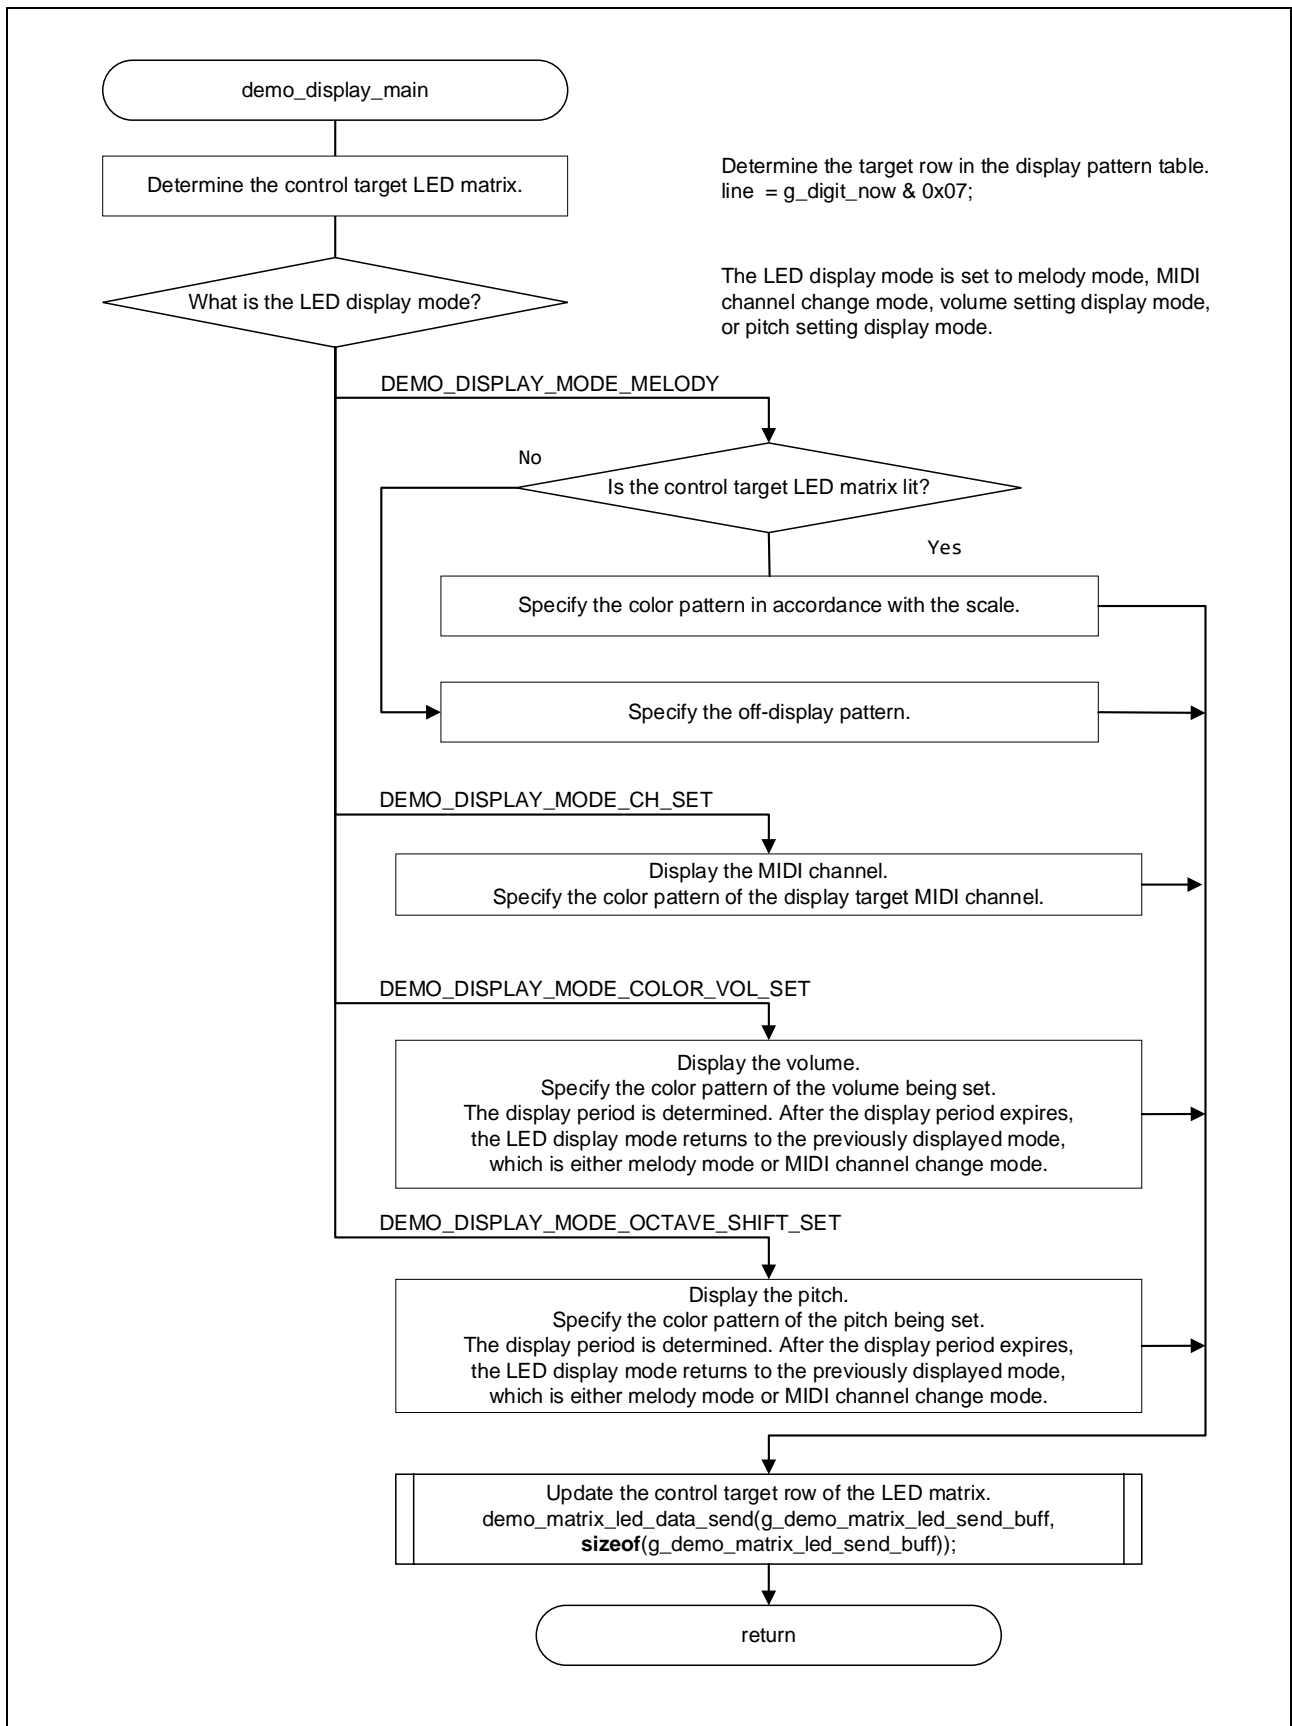 demo_display_main
Determine the control target LED matrix.
Determine the target row in the display pattern table.
line = g_digit_now & 0x07;
What is the LED display mode?
The LED display mode is set to melody mode, MIDI
channel change mode, volume setting display mode,
or pitch setting display mode.
DEMO_DISPLAY_MODE_MELODY
No
Is the control target LED matrix lit?
Yes
Specify the color pattern in accordance with the scale.
Specify the off-display pattern.
DEMO_DISPLAY_MODE_CH_SET
Display the MIDI channel.
Specify the color pattern of the display target MIDI channel.
DEMO_DISPLAY_MODE_COLOR_VOL_SET
Display the volume.
Specify the color pattern of the volume being set.
The display period is determined. After the display period expires,
the LED display mode returns to the previously displayed mode,
which is either melody mode or MIDI channel change mode.
DEMO_DISPLAY_MODE_OCTAVE_SHIFT_SET
Display the pitch.
Specify the color pattern of the pitch being set.
The display period is determined. After the display period expires,
the LED display mode returns to the previously displayed mode,
which is either melody mode or MIDI channel change mode.
Update the control target row of the LED matrix.
demo_matrix_led_data_send(g_demo_matrix_led_send_buff,
sizeof(g_demo_matrix_led_send_buff));
return